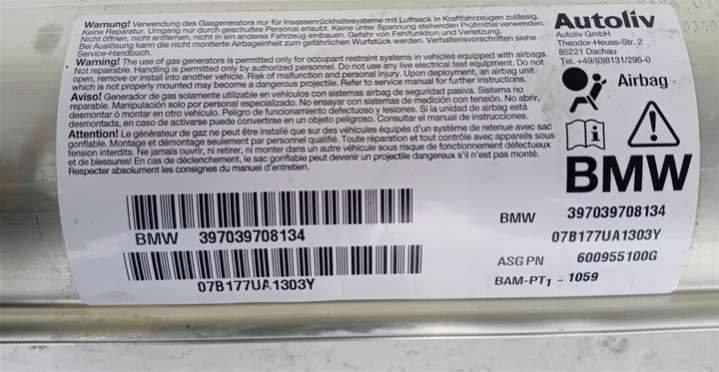 Warnung! Verwendung des Gasgenerators nur für Insassenrückhaltesysteme mit Luftsack in Kraftfahrzeugen zulässig.
Keine Reparatur. Umgang nur durch geschultes Personal erlaubt. Keine unter Spannung stehenden Prüfmittel verwenden.
Nicht öffnen, nicht entfernen, nicht in ein anderes Fahrzeug einbauen. Gefahr von Fehlfunktion und Verletzung.
Bei Auslösung kann die nicht montierte Airbageinheit zum gefährlichen Wurfstück werden. Verhaltensvorschriften siehe
Service-Handbuch.
Warning! The use of gas generators is permitted only for occupant restraint systems in vehicles equipped with airbags.
Not repairable. Handling is permitted only by authorized personnel. Do not use any live electrical test equipment. Do not
open, remove or install into another vehicle. Risk of malfunction and personal injury. Upon deployment, an airbag unit
which is not properly mounted may become a dangerous projectile. Refer to service manual for further instructions.
Aviso! Generador de gas solamente utilizable en vehículos con sistemas airbag de seguridad pasiva. Sistema no
reparable. Manipulación solo por personal especializado. No ensayar con sistemas de medición con tensión. No abrir,
desmontar ó montar en otro vehículo. Peligro de funcionamiento defectuoso y lesiones. Si la unidad de airbag está
desmontada, en caso de activarse puede convertirse en un objeto peligroso. Consultar el manual de instrucciones.
Attention! Le générateur de gaz ne peut être installé que sur des véhicules équipés d'un système de retenue avec sac
gonflable. Montage et démontage seulement par personnel qualifié. Toute réparation et tout contrôle avec appareils sous
tension interdits. Ne jamais ouvrir, ni retirer, ni monter dans un autre véhicule sous risque de fonctionnement défectueux
et de blessures! En cas de déclenchement, le sac gonflable peut devenir un projectile dangereux s'il n'est pas monté.
Respecter absolument les consignes du manuel d'entretien.
Autoliv
Autoliv GmbH
Theodor-Heuss-Str. 2
85221 Dachau
Tel. +49/(0)8131/295-0
Airbag
BMW
BMW 397039708134
07B177UA1303Y
BMW 397039708134
07B177UA1303Y
ASG PN 600955100G
BAM-PT1 - 1059